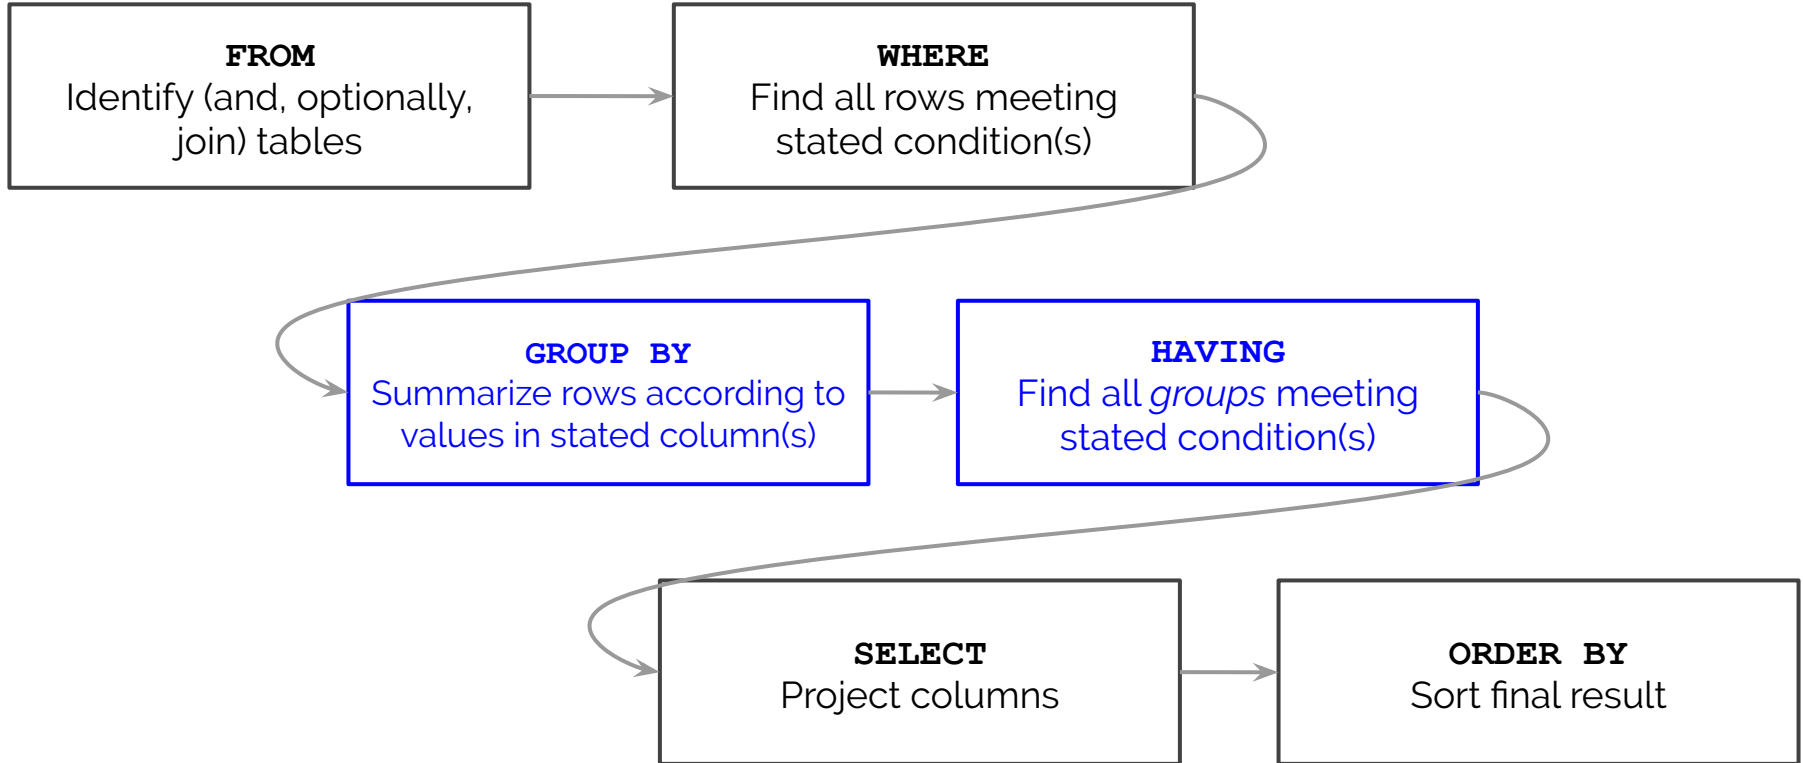 FROM
Identify (and, optionally,
join) tables
WHERE
Find all rows meeting
stated condition(s)
GROUP BY
Summarize rows according to
values in stated column(s)
HAVING
Find all groups meeting
stated condition(s)
SELECT
Project columns
ORDER BY
Sort final result